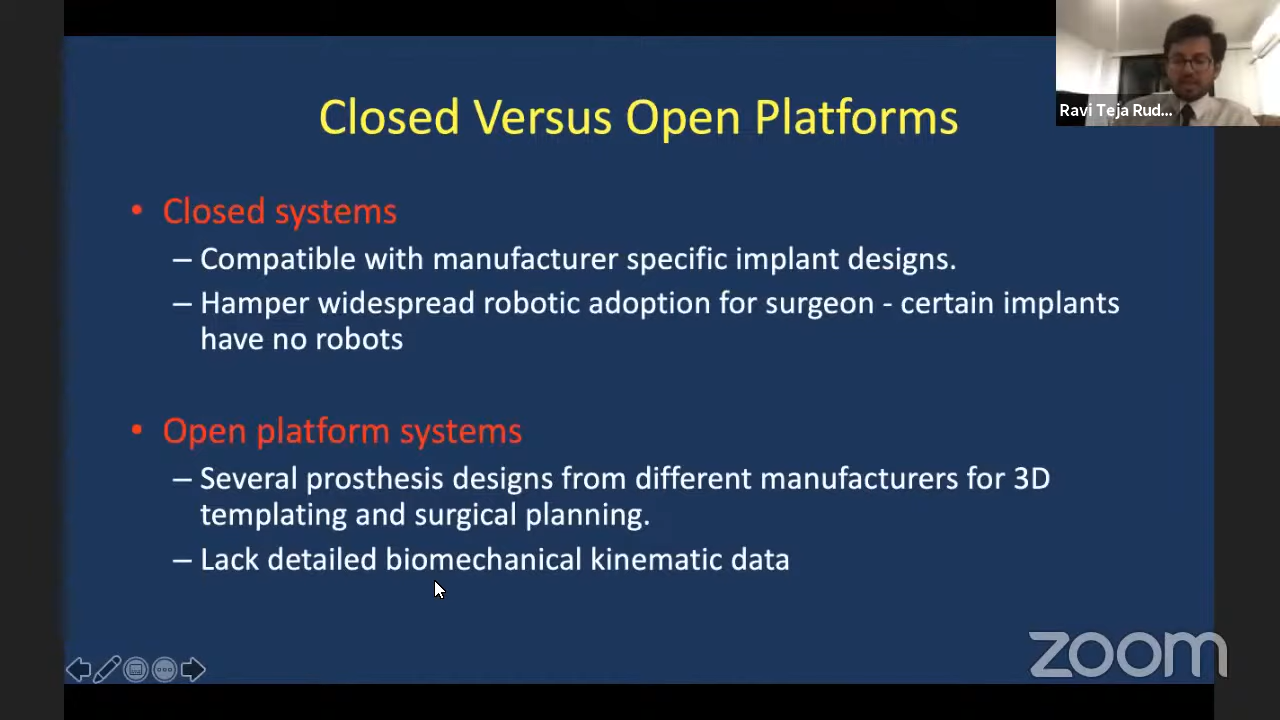 Closed Versus Open Platforms
Ravi Teja Rud...
• Closed systems
– Compatible with manufacturer specific implant designs.
– Hamper widespread robotic adoption for surgeon - certain implants
have no robots
• Open platform systems
– Several prosthesis designs from different manufacturers for 3D
templating and surgical planning.
– Lack detailed biomechanical kinematic data
zoom